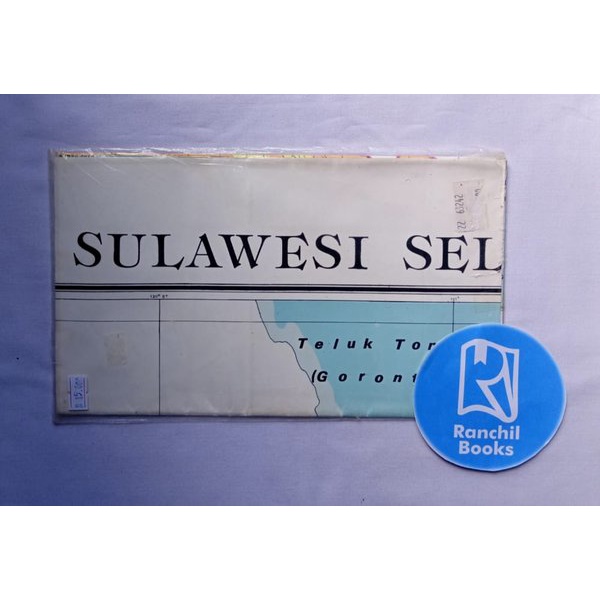 SULAWESI SEL
Teluk Tor
(Goront
Ranchil
Books